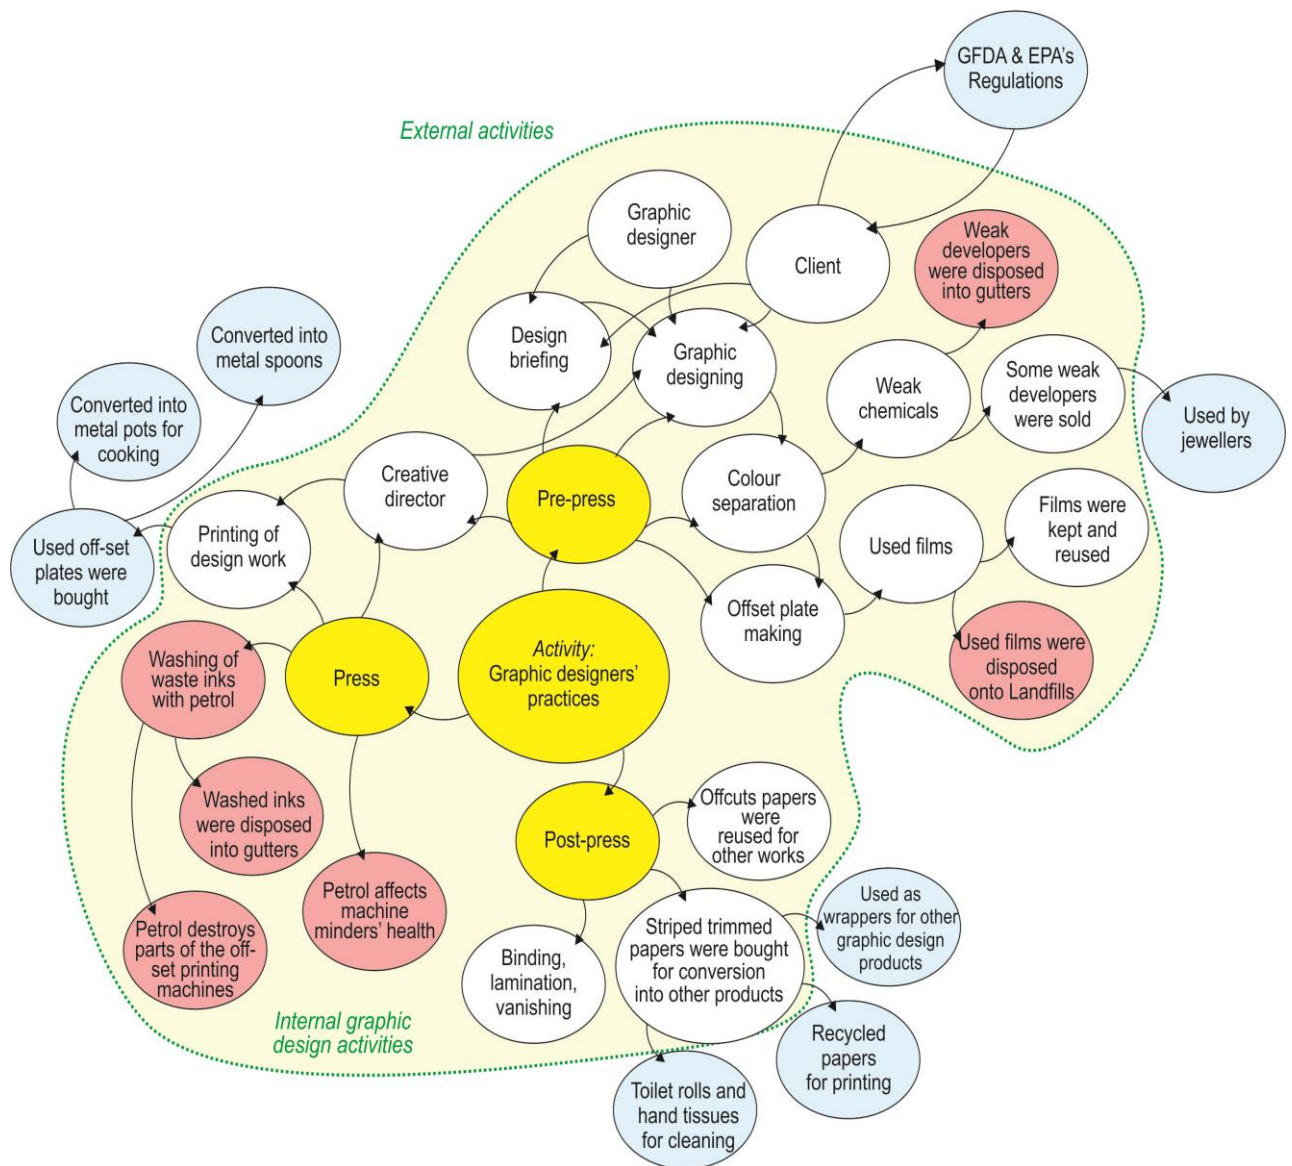 GFDA & EPA's
Regulations
External activities
Graphic
designer
Client
Weak
developers
were disposed
into gutters
Converted into
metal spoons
Design
briefing
Graphic
designing
Weak
chemicals
Some weak
developers
were sold
Used by
jewellers
Converted into
metal pots for
cooking
Creative
director
Pre-press
Colour
separation
Used films
Films were
kept and
reused
Used off-set
plates were
bought
Printing of
design work
Offset plate
making
Used films were
disposed
onto Landfills
Washing of
waste inks
with petrol
Press
Activity:
Graphic designers'
practices
Washed inks
were disposed
into gutters
Post-press
Offcuts papers
were
reused for
other works
Petrol destroys
parts of the off-
set printing
machines
Petrol affects
machine
minders' health
Binding,
lamination,
vanishing
Striped trimmed
papers were bought
for conversion
into other products
Used as
wrappers for other
graphic design
products
Internal graphic
design activities
Recycled
papers
for printing
Toilet rolls and
hand tissues
for cleaning